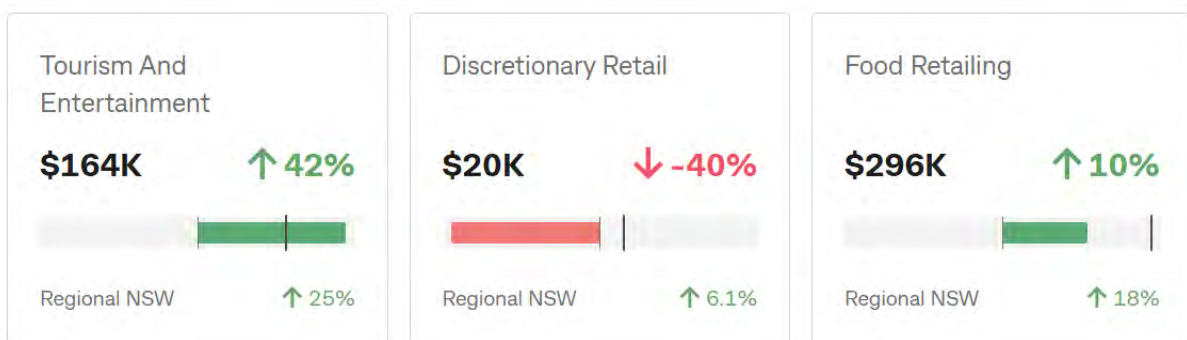 Tourism And
Entertainment
$164K ↑ 42%
Regional NSW ↑ 25%
Discretionary Retail
$20K ↓ -40%
Regional NSW ↑ 6.1%
Food Retailing
$296K ↑ 10%
Regional NSW ↑ 18%